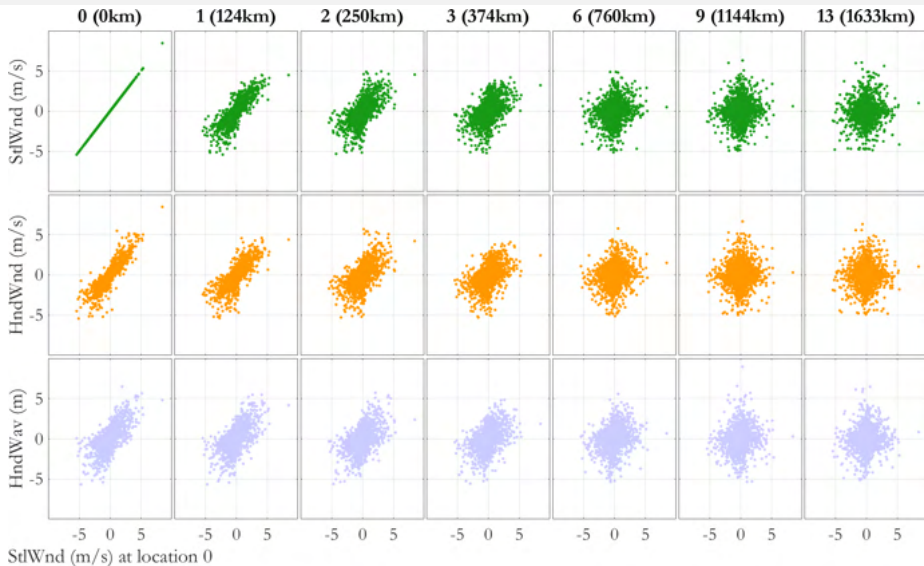 0 (0km) 1 (124km) 2 (250km) 3 (374km) 6 (760km) 9 (1144km) 13 (1633km)
StlWnd (m/s)
5
0
-5
HndWnd (m/s)
5
0
-5
HndWav (m)
5
0
-5
-5 0 5 -5 0 5 -5 0 5 -5 0 5 -5 0 5 -5 0 5 -5 0 5
StlWnd (m/s) at location 0